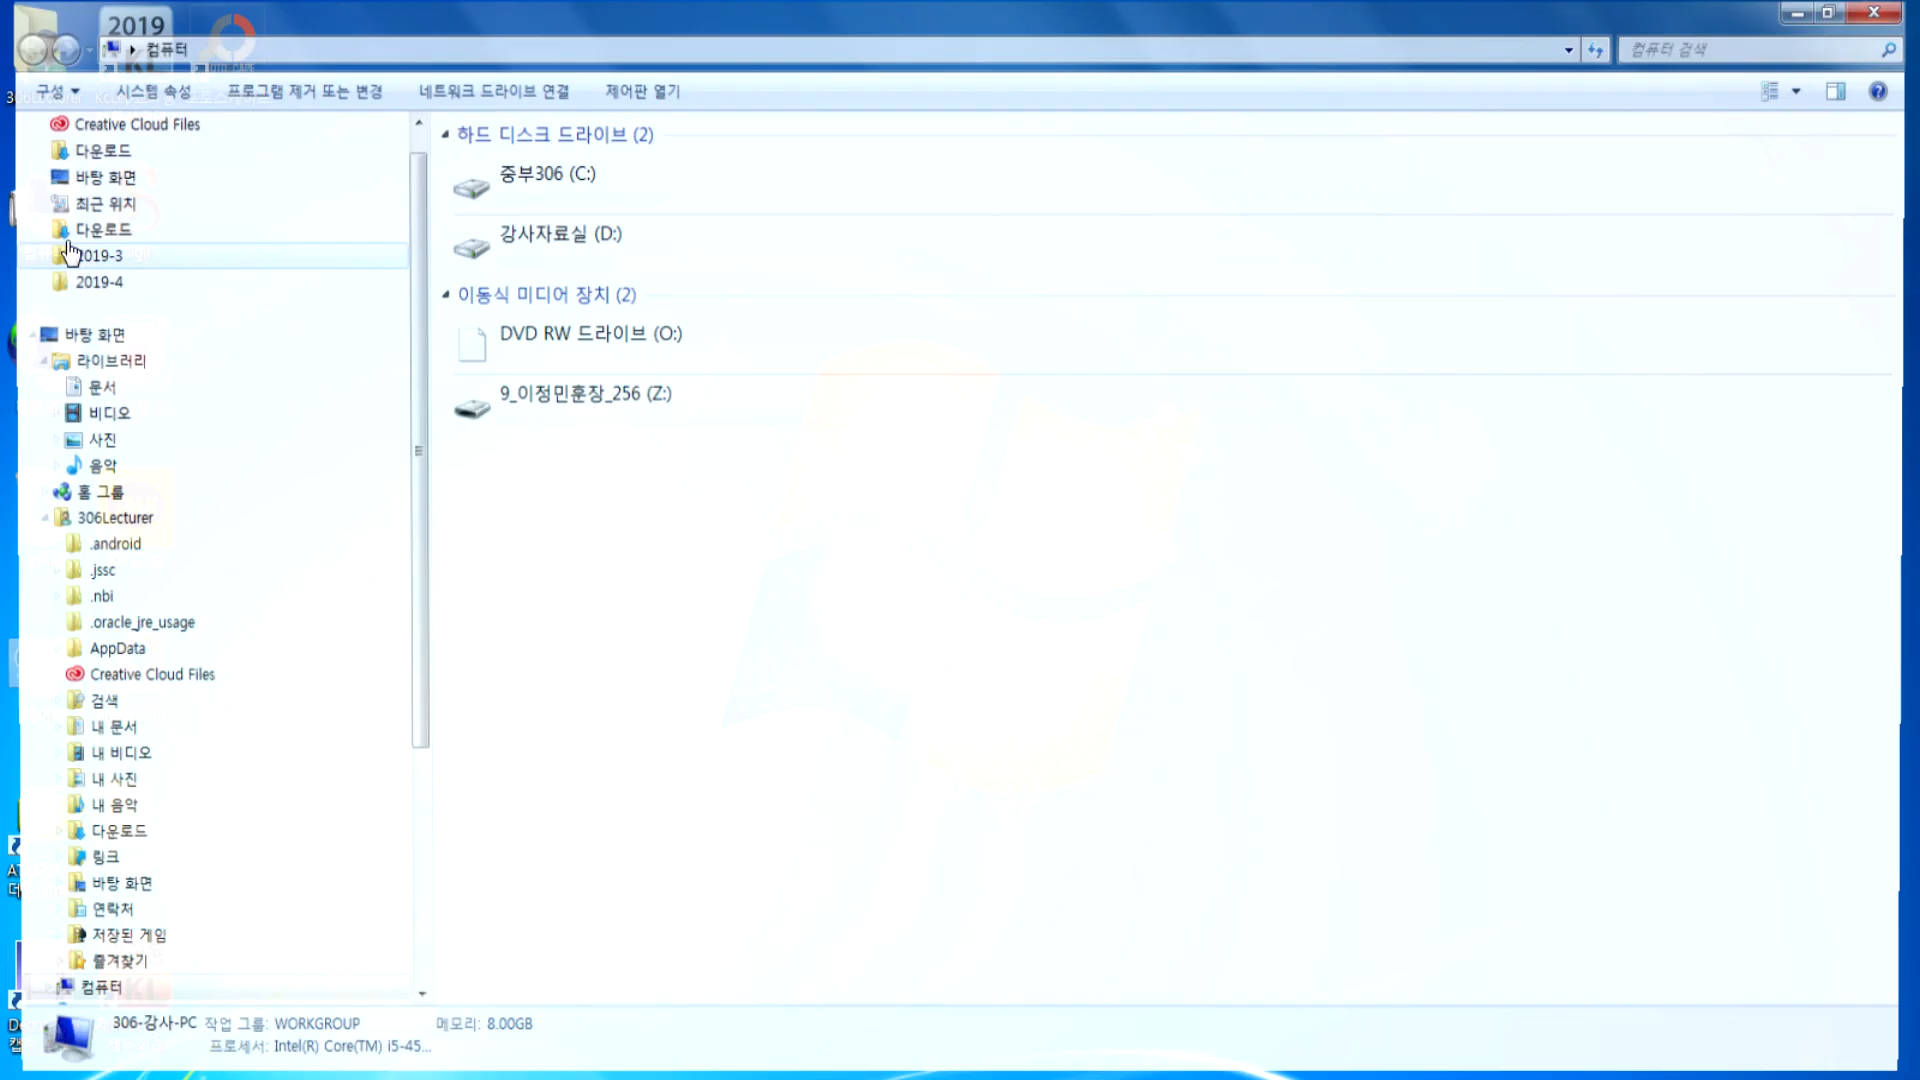 2019
컴퓨터
컴퓨터 검색
구성 시스템 속성 프로그램 제거 또는 변경 네트워크 드라이브 연결 제어판 열기
Creative Cloud Files
다운로드
바탕 화면
최근 위치
다운로드
2019-3
2019-4
바탕 화면
라이브러리
문서
비디오
사진
음악
홈 그룹
306Lecturer
.android
.jssc
.nbi
.oracle_jre_usage
AppData
Creative Cloud Files
검색
내 문서
내 비디오
내 사진
내 음악
다운로드
링크
바탕 화면
연락처
저장된 게임
즐겨찾기
컴퓨터
하드 디스크 드라이브 (2)
중부306 (C:)
강사자료실 (D:)
이동식 미디어 장치 (2)
DVD RW 드라이브 (O:)
9_이정민훈장_256 (Z:)
306-강사-PC 작업 그룹: WORKGROUP 메모리: 8.00GB
프로세서: Intel(R) Core(TM) i5-45...